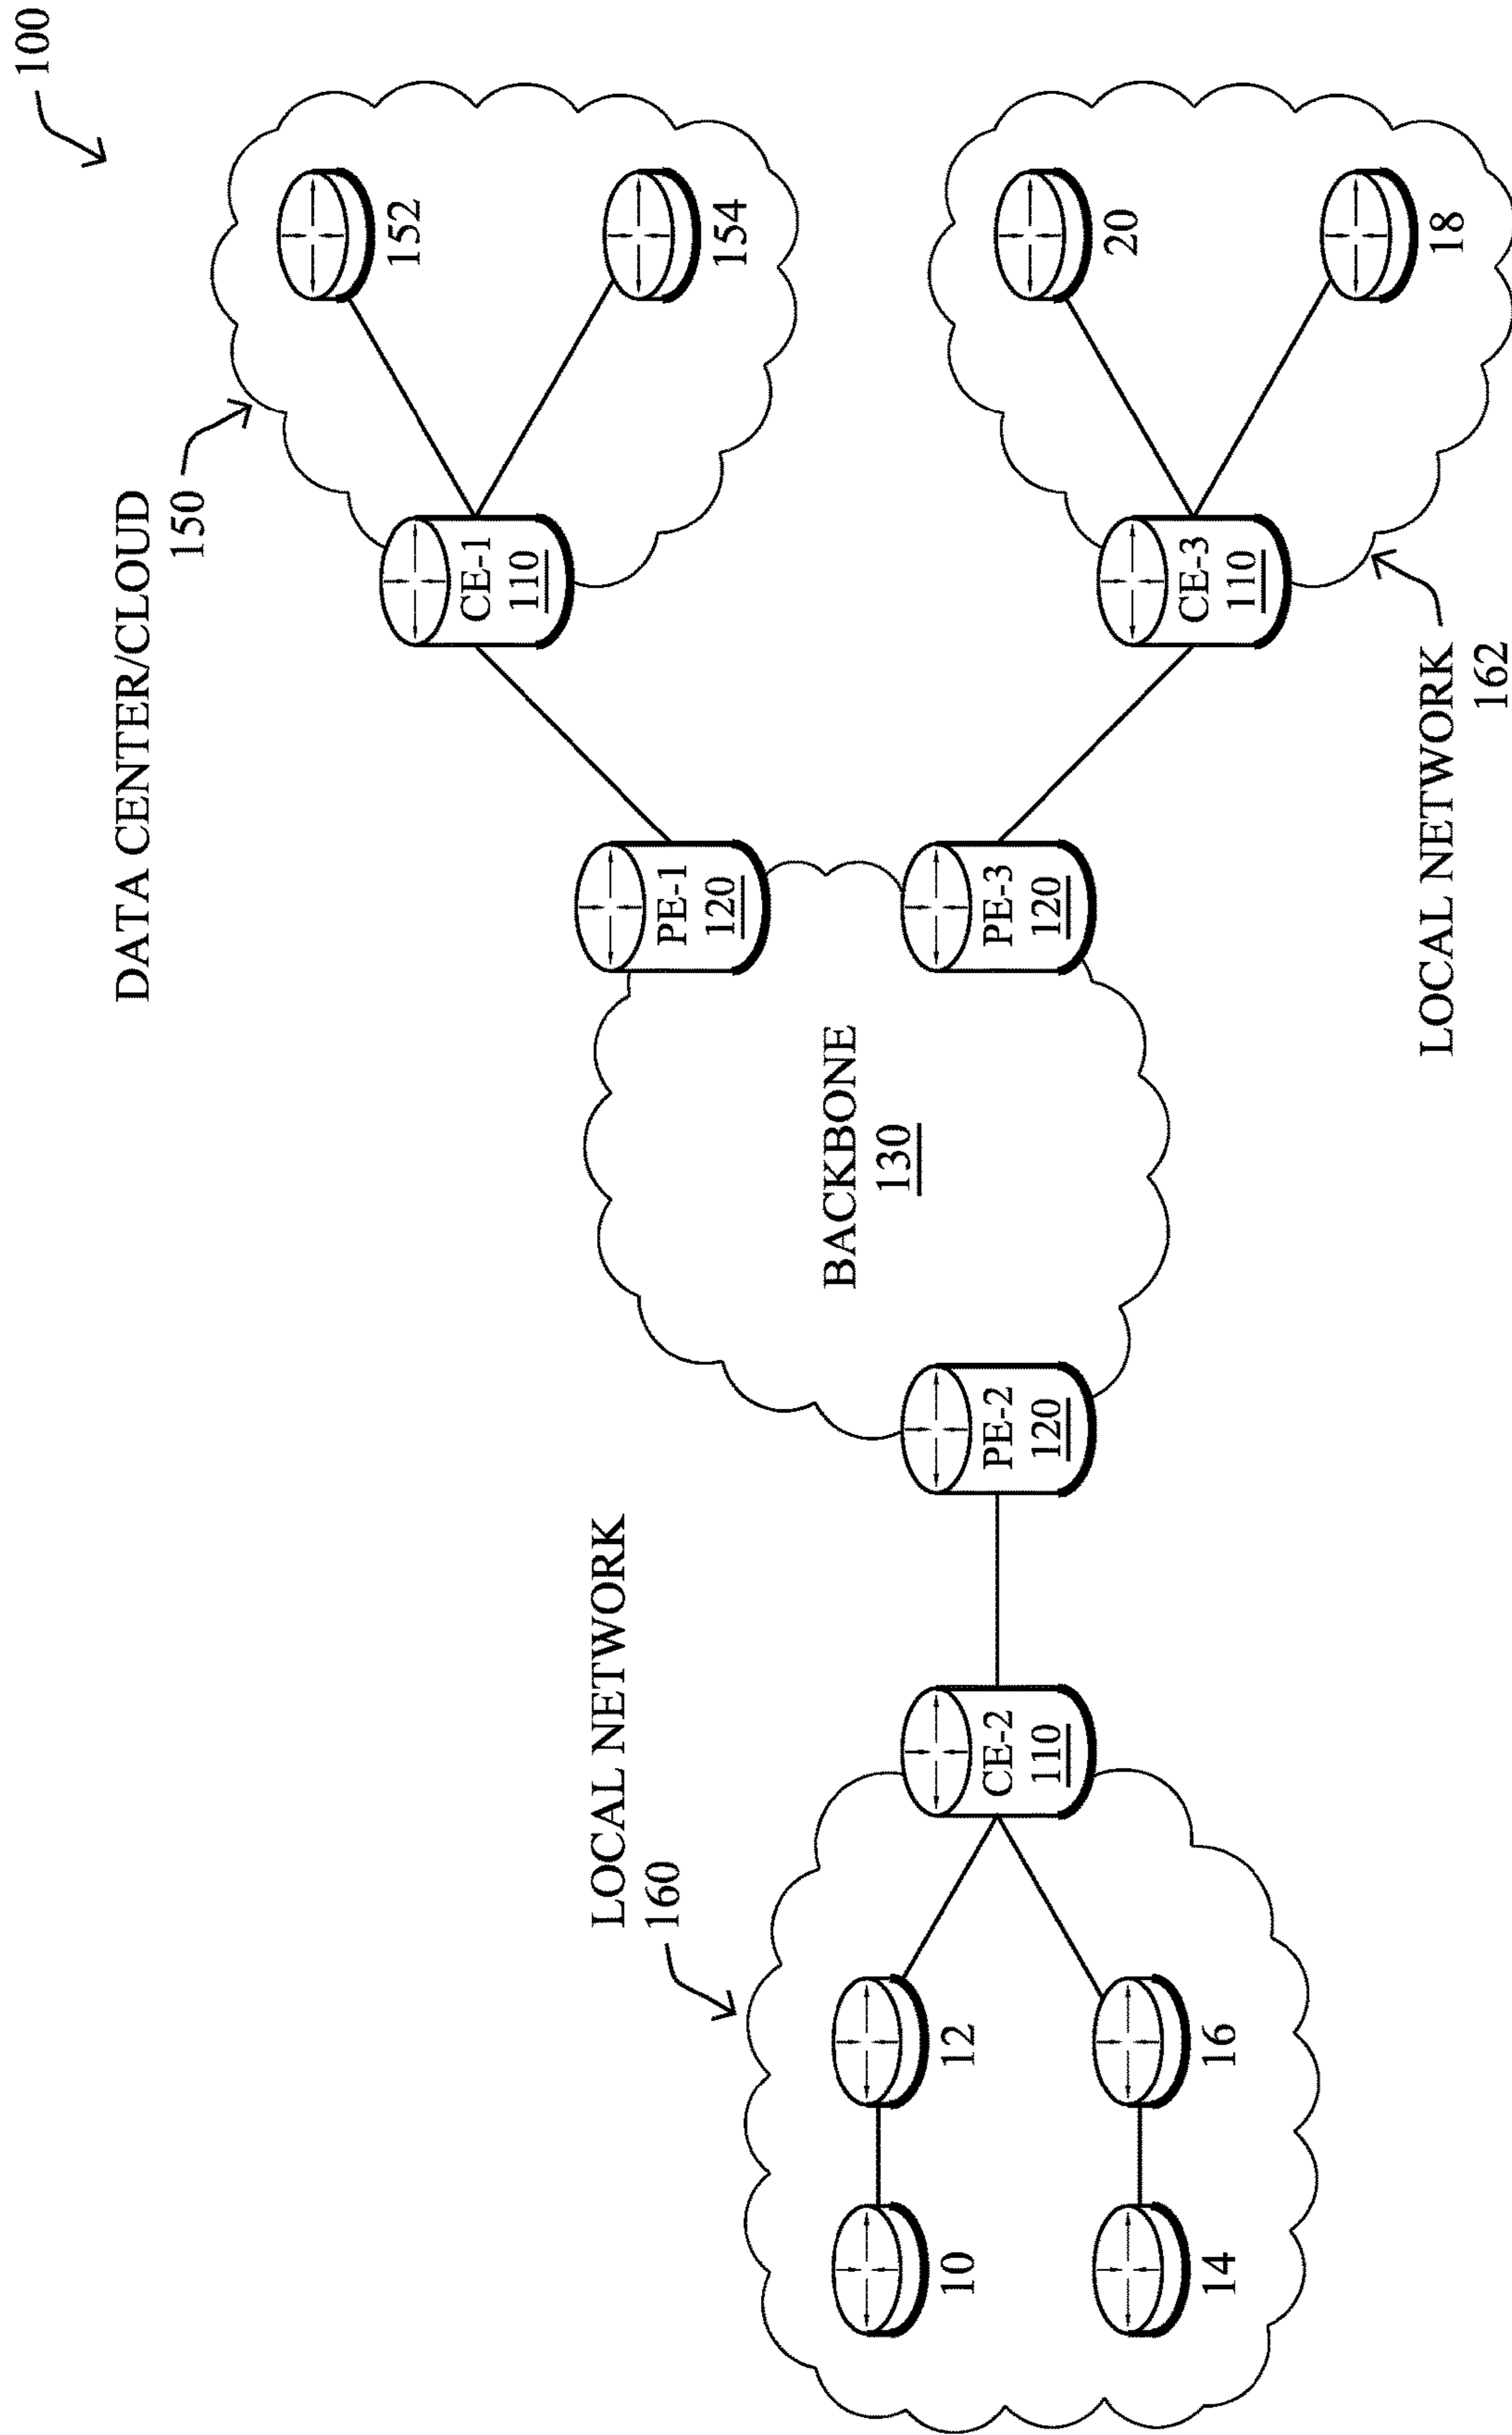 100
DATA CENTER/CLOUD
150
152
154
CE-1
110
PE-1
120
BACKBONE
130
LOCAL NETWORK
160
10
12
14
16
CE-2
110
PE-2
120
PE-3
120
CE-3
110
20
18
LOCAL NETWORK
162